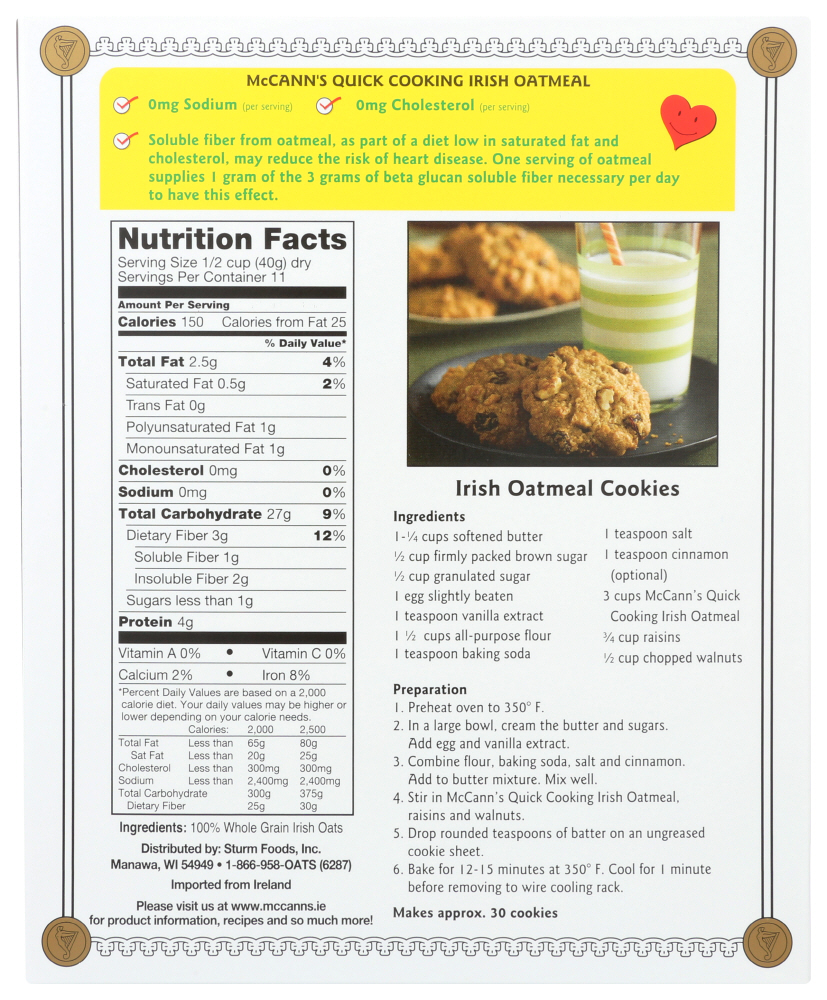 McCANN'S QUICK COOKING IRISH OATMEAL
0mg Sodium (per serving) 0mg Cholesterol (per serving)
Soluble fiber from oatmeal, as part of a diet low in saturated fat and
cholesterol, may reduce the risk of heart disease. One serving of oatmeal
supplies 1 gram of the 3 grams of beta glucan soluble fiber necessary per day
to have this effect.
Nutrition Facts
Serving Size 1/2 cup (40g) dry
Servings Per Container 11
Amount Per Serving
Calories 150 Calories from Fat 25
% Daily Value*
Total Fat 2.5g 4%
Saturated Fat 0.5g 2%
Trans Fat 0g
Polyunsaturated Fat 1g
Monounsaturated Fat 1g
Cholesterol 0mg 0%
Sodium 0mg 0%
Total Carbohydrate 27g 9%
Dietary Fiber 3g 12%
Soluble Fiber 1g
Insoluble Fiber 2g
Sugars less than 1g
Protein 4g
Vitamin A 0% • Vitamin C 0%
Calcium 2% • Iron 8%
*Percent Daily Values are based on a 2,000
calorie diet. Your daily values may be higher or
lower depending on your calorie needs.
Calories: 2,000 2,500
Total Fat Less than 65g 80g
Sat Fat Less than 20g 25g
Cholesterol Less than 300mg 300mg
Sodium Less than 2,400mg 2,400mg
Total Carbohydrate 300g 375g
Dietary Fiber 25g 30g
Ingredients: 100% Whole Grain Irish Oats
Distributed by: Sturm Foods, Inc.
Manawa, WI 54949 • 1-866-958-OATS (6287)
Imported from Ireland
Please visit us at www.mccanns.ie
for product information, recipes and so much more!
Irish Oatmeal Cookies
Ingredients
1-¼ cups softened butter
½ cup firmly packed brown sugar
½ cup granulated sugar
1 egg slightly beaten
1 teaspoon vanilla extract
1 ½ cups all-purpose flour
1 teaspoon baking soda
1 teaspoon salt
1 teaspoon cinnamon
(optional)
3 cups McCann's Quick
Cooking Irish Oatmeal
¾ cup raisins
½ cup chopped walnuts
Preparation
1. Preheat oven to 350° F.
2. In a large bowl, cream the butter and sugars.
Add egg and vanilla extract.
3. Combine flour, baking soda, salt and cinnamon.
Add to butter mixture. Mix well.
4. Stir in McCann's Quick Cooking Irish Oatmeal,
raisins and walnuts.
5. Drop rounded teaspoons of batter on an ungreased
cookie sheet.
6. Bake for 12-15 minutes at 350° F. Cool for 1 minute
before removing to wire cooling rack.
Makes approx. 30 cookies